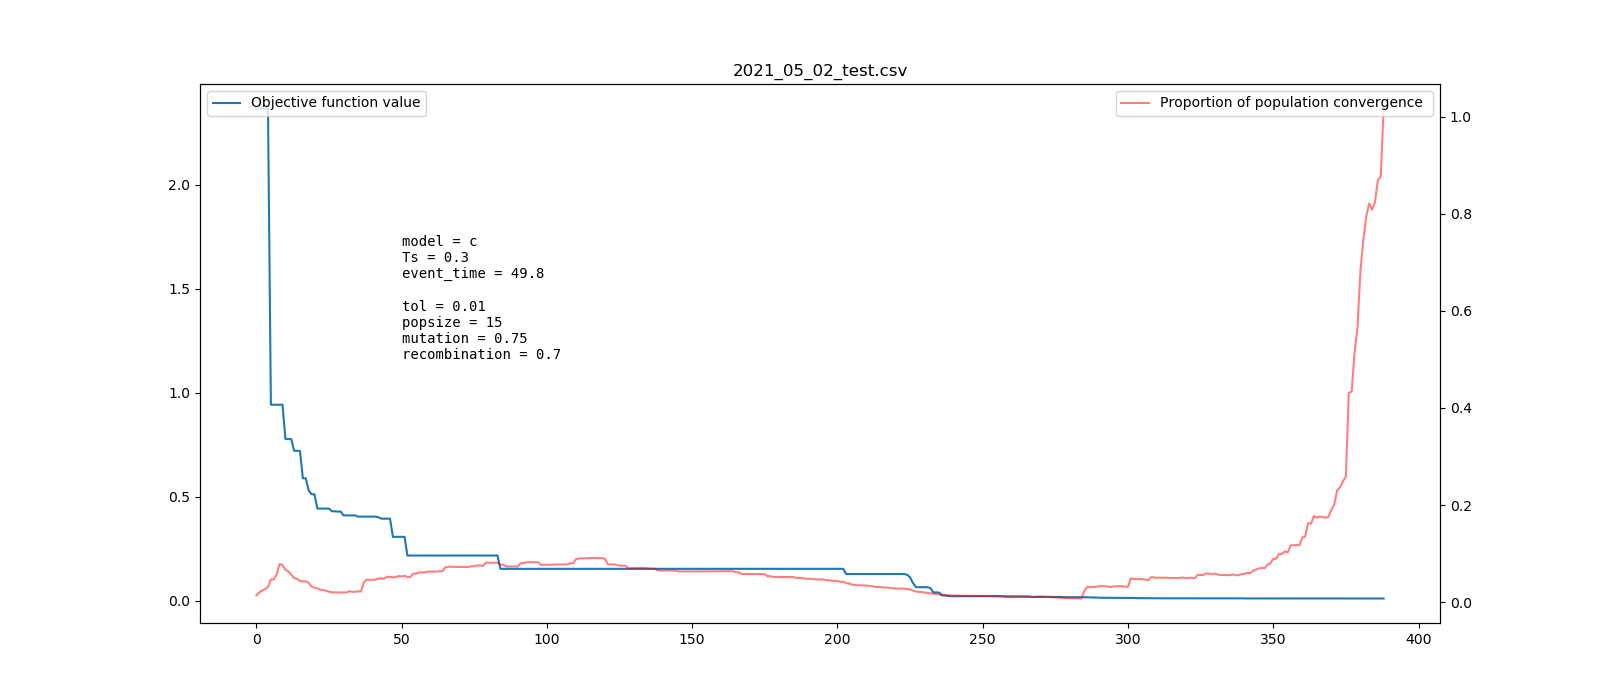 2021_05_02_test.csv
Objective function value
Proportion of population convergence
2.0
1.5
1.0
0.5
0.0
model = c
Ts = 0.3
event_time = 49.8
tol = 0.01
popsize = 15
mutation = 0.75
recombination = 0.7
1.0
0.8
0.6
0.4
0.2
0.0
0 50 100 150 200 250 300 350 400